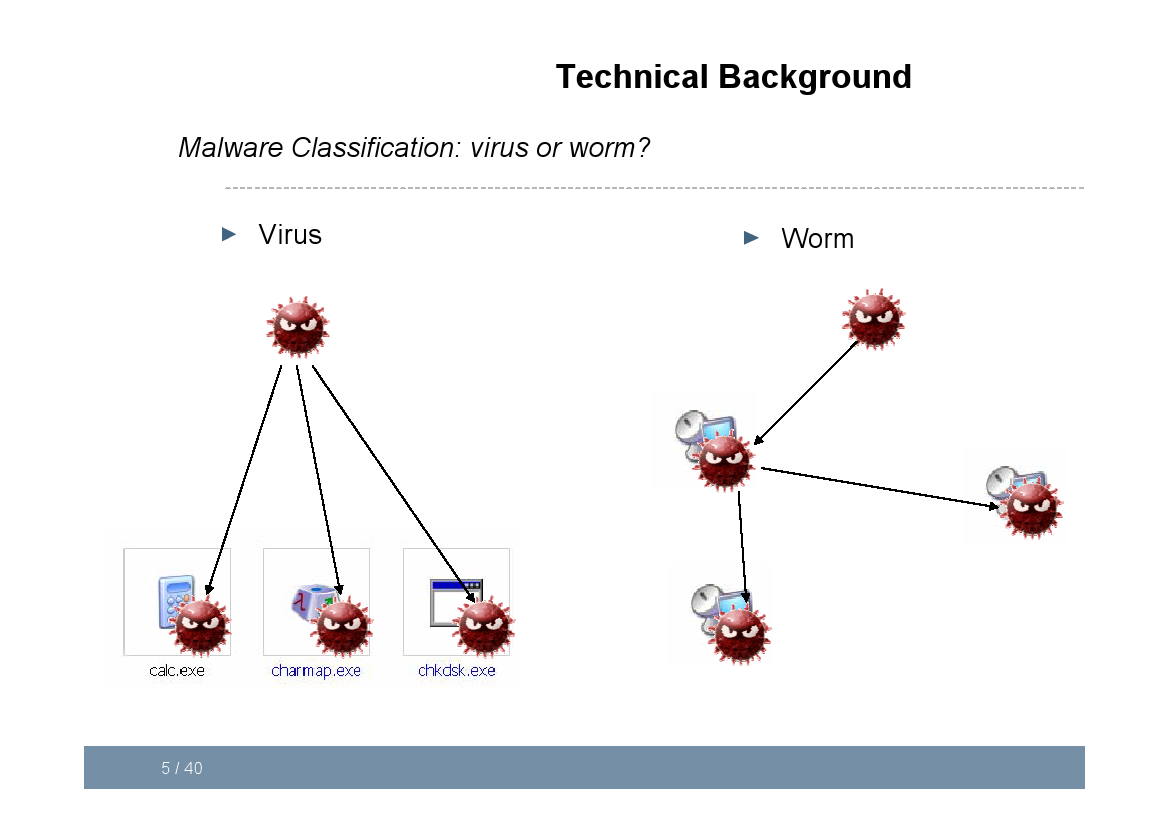 Technical Background
Malware Classification: virus or worm?
Virus
Worm
calc.exe
charmap.exe
chkdsk.exe
5 / 40